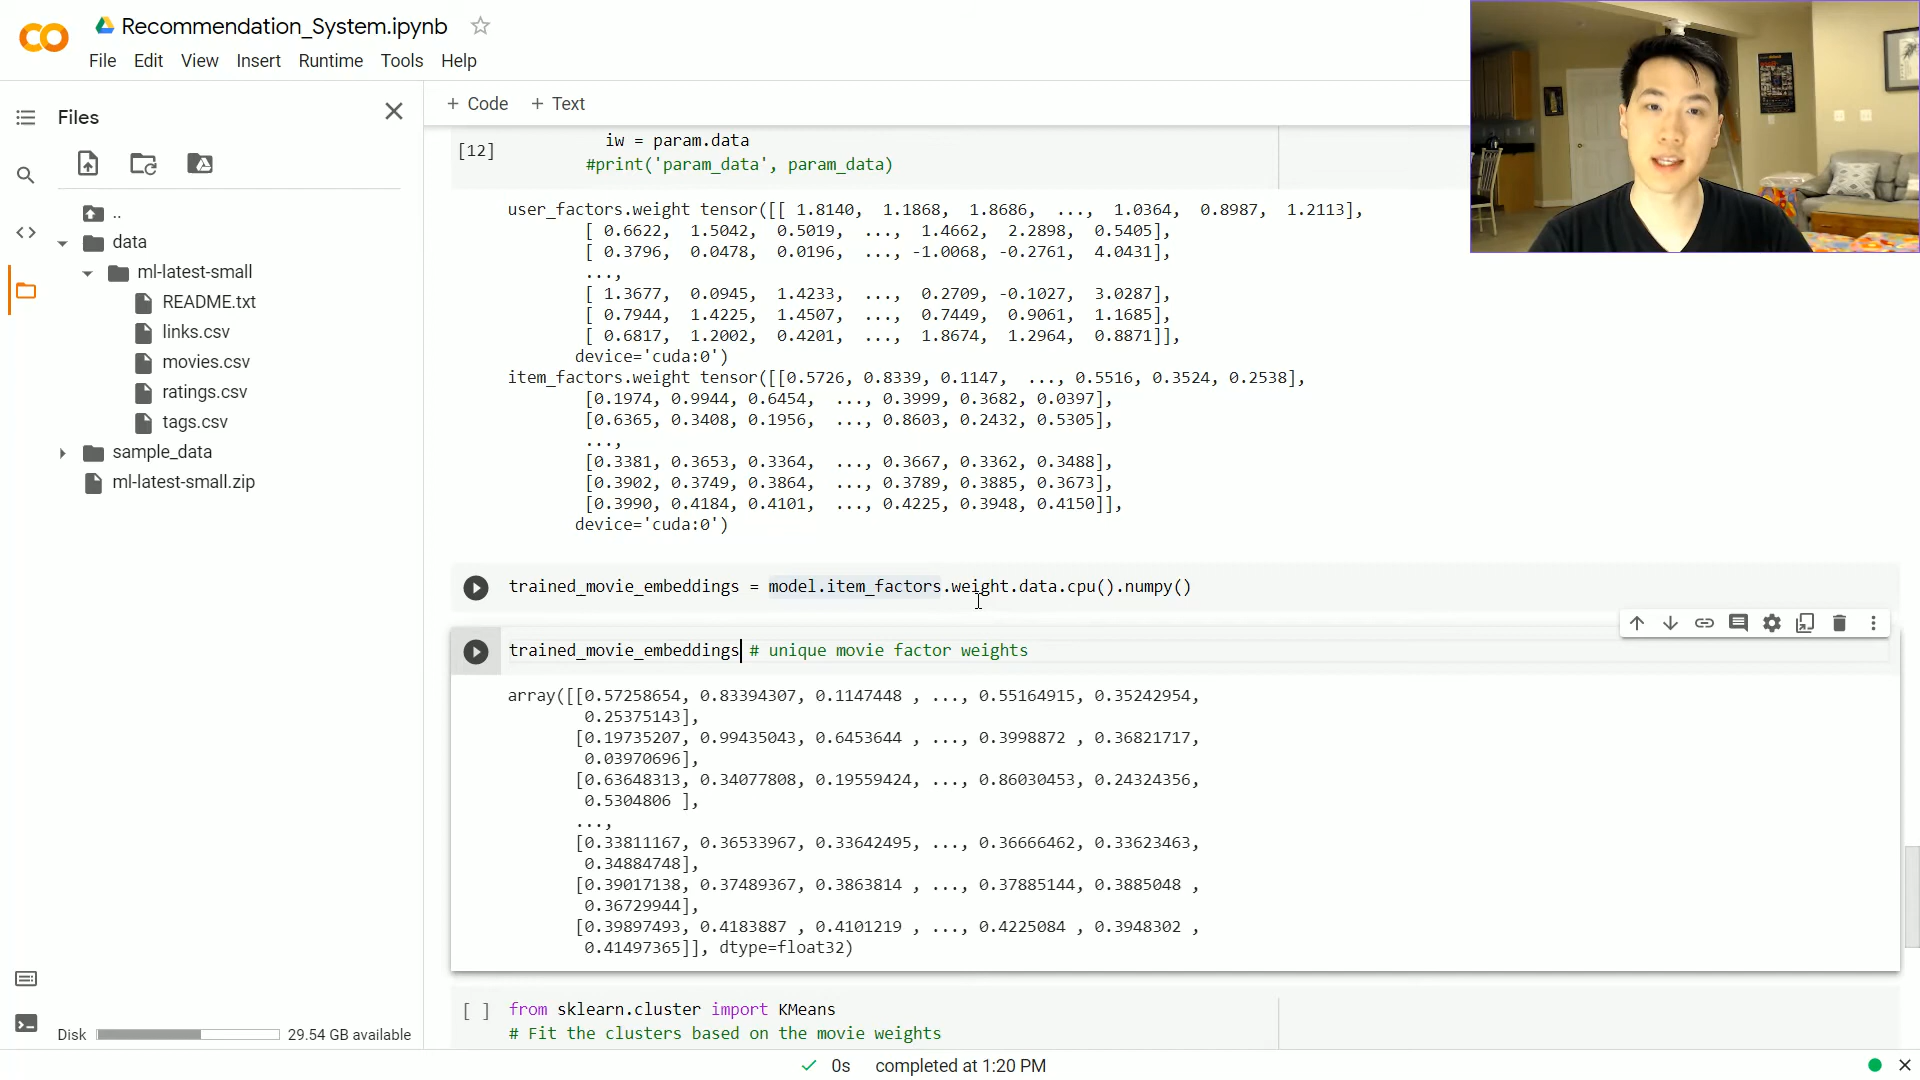 Recommendation_System.ipynb
File Edit View Insert Runtime Tools Help
Files
+ Code + Text
..
data
ml-latest-small
README.txt
links.csv
movies.csv
ratings.csv
tags.csv
sample_data
ml-latest-small.zip
Disk 29.54 GB available
[12]
iw = param.data
#print('param_data', param_data)
user_factors.weight tensor([[ 1.8140, 1.1868, 1.8686, ..., 1.0364, 0.8987, 1.2113],
[ 0.6622, 1.5042, 0.5019, ..., 1.4662, 2.2898, 0.5405],
[ 0.3796, 0.0478, 0.0196, ..., -1.0068, -0.2761, 4.0431],
...,
[ 1.3677, 0.0945, 1.4233, ..., 0.2709, -0.1027, 3.0287],
[ 0.7944, 1.4225, 1.4507, ..., 0.7449, 0.9061, 1.1685],
[ 0.6817, 1.2002, 0.4201, ..., 1.8674, 1.2964, 0.8871]],
device='cuda:0')
item_factors.weight tensor([[0.5726, 0.8339, 0.1147, ..., 0.5516, 0.3524, 0.2538],
[0.1974, 0.9944, 0.6454, ..., 0.3999, 0.3682, 0.0397],
[0.6365, 0.3408, 0.1956, ..., 0.8603, 0.2432, 0.5305],
...,
[0.3381, 0.3653, 0.3364, ..., 0.3667, 0.3362, 0.3488],
[0.3902, 0.3749, 0.3864, ..., 0.3789, 0.3885, 0.3673],
[0.3990, 0.4184, 0.4101, ..., 0.4225, 0.3948, 0.4150]],
device='cuda:0')
trained_movie_embeddings = model.item_factors.weight.data.cpu().numpy()
trained_movie_embeddings # unique movie factor weights
array([[0.57258654, 0.83394307, 0.1147448 , ..., 0.55164915, 0.35242954,
0.25375143],
[0.19735207, 0.99435043, 0.6453644 , ..., 0.3998872 , 0.36821717,
0.03970696],
[0.63648313, 0.34077808, 0.19559424, ..., 0.86030453, 0.24324356,
0.5304806 ],
...,
[0.33811167, 0.36533967, 0.33642495, ..., 0.36666462, 0.33623463,
0.34884748],
[0.39017138, 0.37489367, 0.3863814 , ..., 0.37885144, 0.3885048 ,
0.36729944],
[0.39897493, 0.4183887 , 0.4101219 , ..., 0.4225084 , 0.3948302 ,
0.41497365]], dtype=float32)
[ ] from sklearn.cluster import KMeans
# Fit the clusters based on the movie weights
0s completed at 1:20 PM